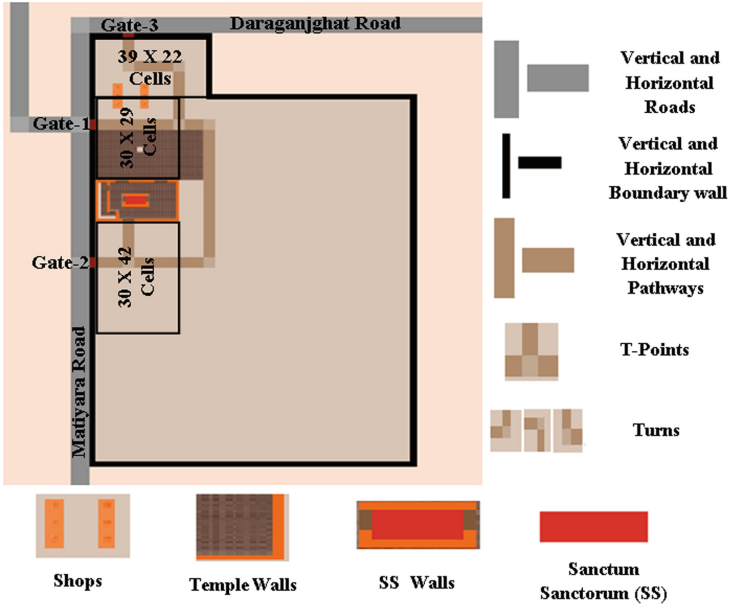 Daraganjghat Road
Gate-3
39 X 22
Cells
Gate-1
30 X 29
Cells
Gate-2
30 X 42
Cells
Matiyara Road
Vertical and
Horizontal
Roads
Vertical and
Horizontal
Boundary wall
Vertical and
Horizontal
Pathways
T-Points
Turns
Shops
Temple Walls
SS Walls
Sanctum
Sanctorum (SS)